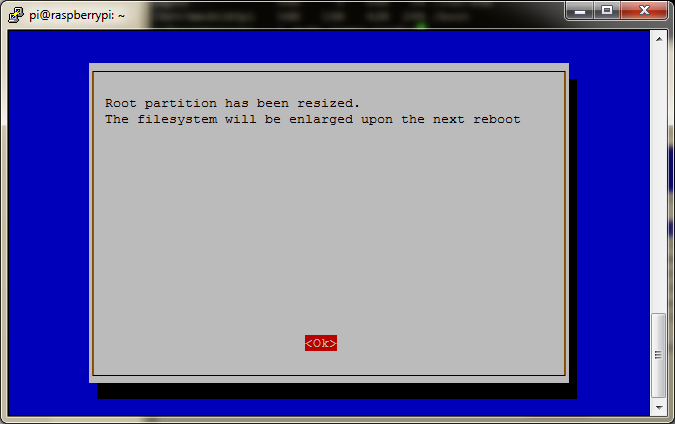 pi@raspberrypi: ~
Root partition has been resized.
The filesystem will be enlarged upon the next reboot
<Ok>